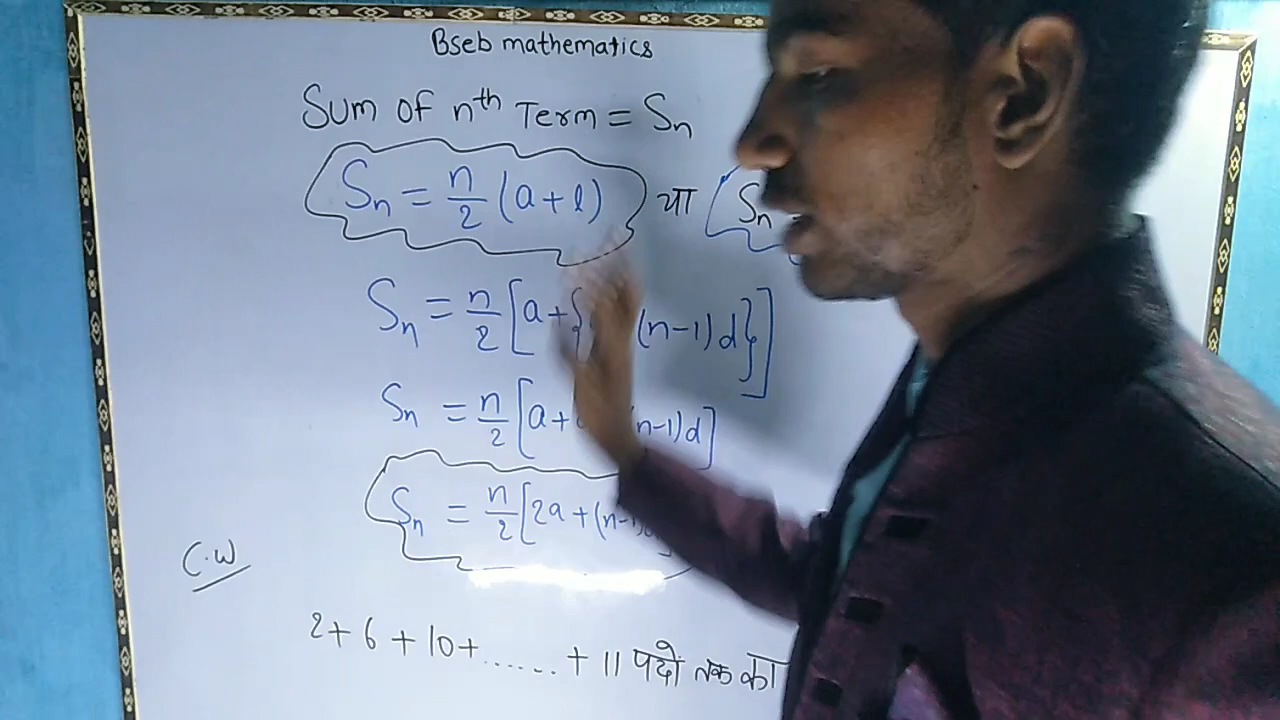 Bseb mathematics
Sum of nth Term = Sn
Sn = n/2 (a + l) या Sn
Sn = n/2 [a + { (n-1) d}]
Sn = n/2 [a + (n-1) d]
Sn = n/2 [2a + (n-1)
C.W
2 + 6 + 10 + ...... + 11 पदो तक का